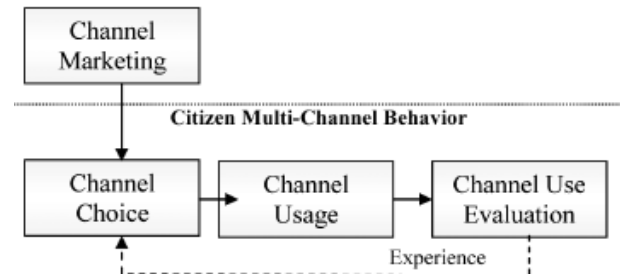 Channel
Marketing
Citizen Multi-Channel Behavior
Channel
Choice
Channel
Usage
Channel Use
Evaluation
Experience